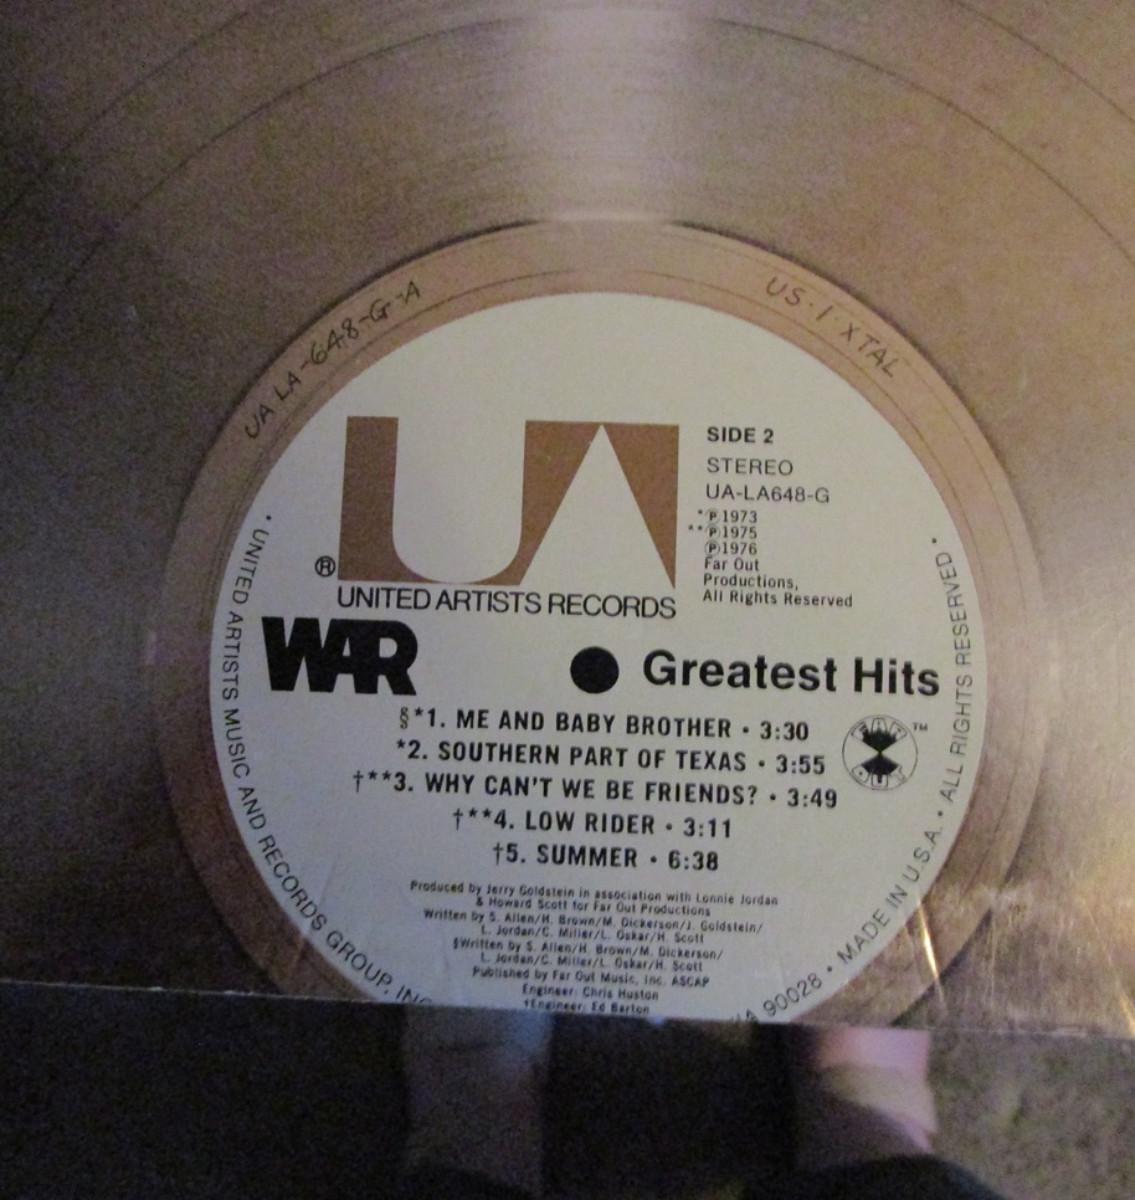 UA LA-648-G-A
US·1·XTAL
UA
®
UNITED ARTISTS RECORDS
SIDE 2
STEREO
UA-LA648-G
*℗1973
**℗1975
℗1976
Far Out
Productions,
All Rights Reserved
WAR
● Greatest Hits
§*1. ME AND BABY BROTHER • 3:30
*2. SOUTHERN PART OF TEXAS • 3:55
†**3. WHY CAN'T WE BE FRIENDS? • 3:49
†**4. LOW RIDER • 3:11
†5. SUMMER • 6:38
FAR OUT ™
Produced by Jerry Goldstein in association with Lonnie Jordan
& Howard Scott for Far Out Productions
Written by S. Allen/H. Brown/M. Dickerson/J. Goldstein/
L. Jordan/C. Miller/L. Oskar/H. Scott
§Written by S. Allen/H. Brown/M. Dickerson/
L. Jordan/C. Miller/L. Oskar/H. Scott
Published by Far Out Music, Inc. ASCAP
Engineer: Chris Huston
†Engineer: Ed Barton
• UNITED ARTISTS MUSIC AND RECORDS GROUP, INC
90028 • MADE IN U.S.A. • ALL RIGHTS RESERVED •